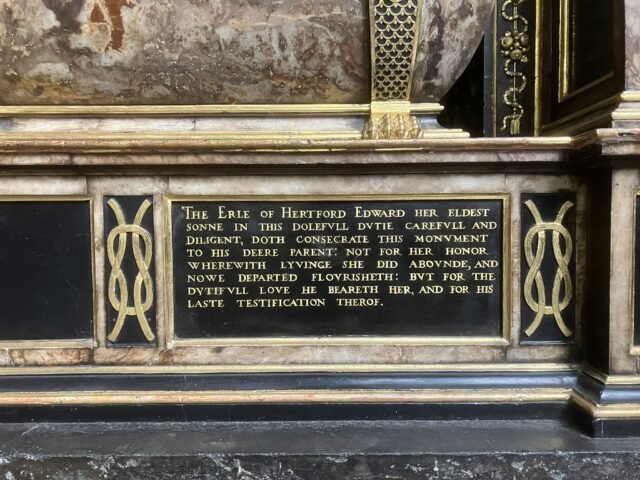 THE ERLE OF HERTFORD EDWARD HER ELDEST
SONNE IN THIS DOLEFVLL DVTIE CAREFVLL AND
DILIGENT, DOTH CONSECRATE THIS MONVMENT
TO HIS DEERE PARENT: NOT FOR HER HONOR
WHEREWITH LYVINGE SHE DID ABOVNDE, AND
NOWE DEPARTED FLOVRISHETH: BVT FOR THE
DVTIFVLL LOVE HE BEARETH HER, AND FOR HIS
LASTE TESTIFICATION THEROF.